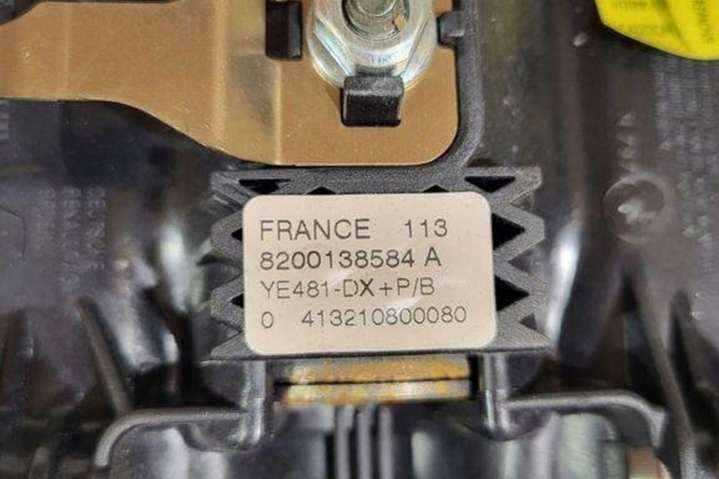 FRANCE 113
8200138584 A
YE481-DX+P/B
0 413210800080